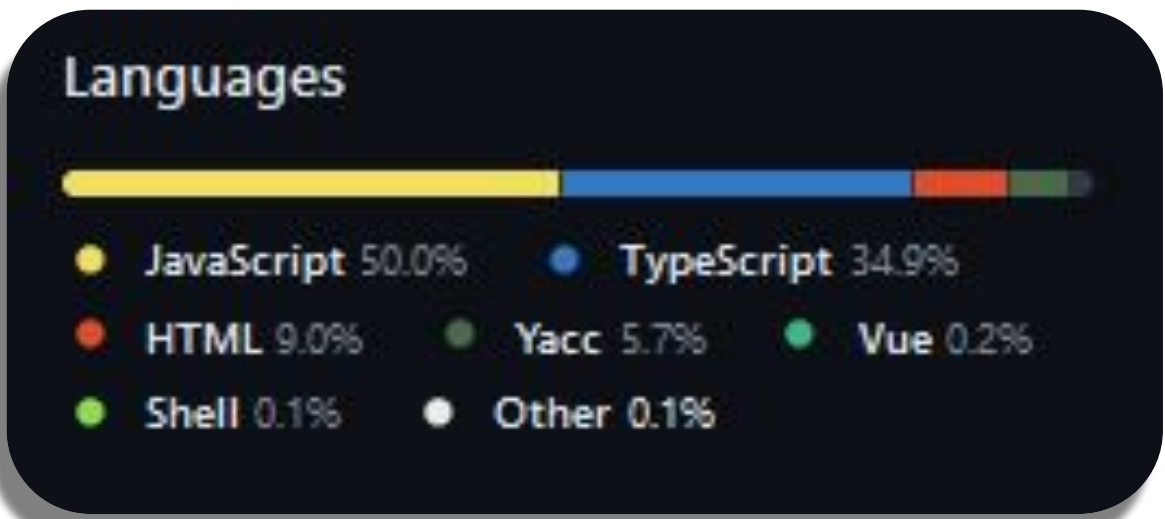 Languages
JavaScript 50.0% TypeScript 34.9%
HTML 9.0% Yacc 5.7% Vue 0.2%
Shell 0.1% Other 0.1%